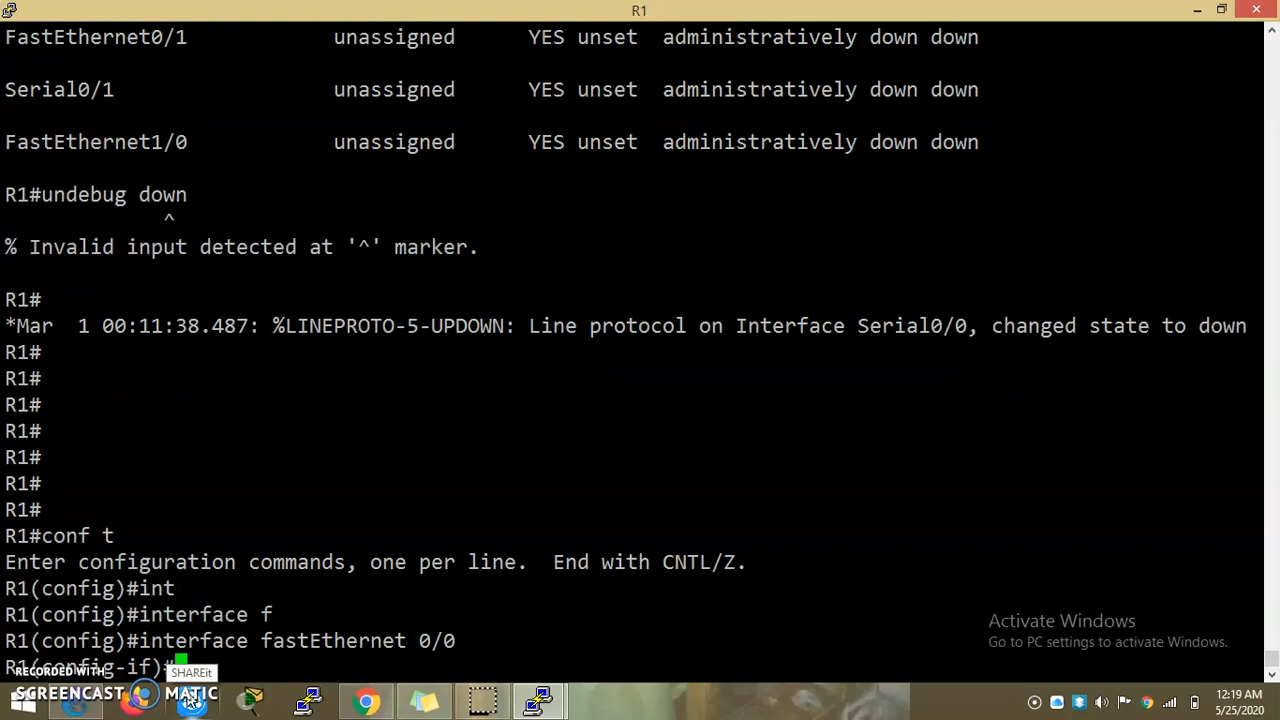 R1
FastEthernet0/1 unassigned YES unset administratively down down
Serial0/1 unassigned YES unset administratively down down
FastEthernet1/0 unassigned YES unset administratively down down
R1#undebug down
^
% Invalid input detected at '^' marker.
R1#
*Mar 1 00:11:38.487: %LINEPROTO-5-UPDOWN: Line protocol on Interface Serial0/0, changed state to down
R1#
R1#
R1#
R1#
R1#
R1#
R1#
R1#conf t
Enter configuration commands, one per line. End with CNTL/Z.
R1(config)#int
R1(config)#interface f
R1(config)#interface fastEthernet 0/0
R1(config-if)#
Activate Windows
Go to PC settings to activate Windows.
RECORDED WITH
SCREENCAST MATIC
SHAREit
12:19 AM
5/25/2020